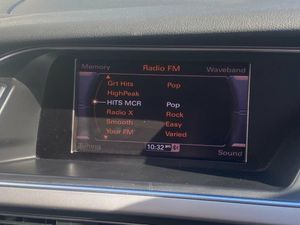 Radio FM
Memory
Waveband
Grt Hits Pop
HighPeak
HITS MCR Pop
Radio X Rock
Smooth Easy
Your FM Varied
Tuning
10:32
Sound